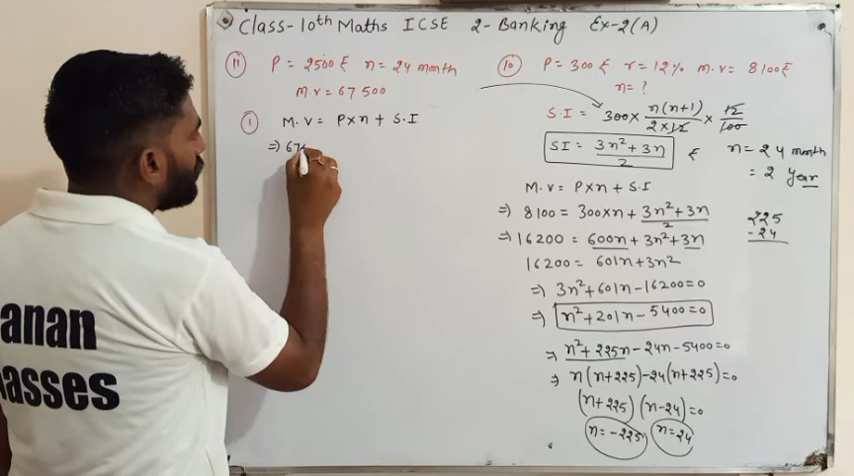 Class-10th Maths ICSE 2-Banking Ex-2(A)
11 P = 2500 ₹ n = 24 month
m.v = 67500
(i) M.V = P×n + S.I
⇒ 67
10 P = 300 ₹ r = 12% m.v = 8100 ₹
n = ?
S.I = 300 × n(n+1)/2×12 × 12/100
SI = 3n²+3n/2 ₹
n = 24 month
= 2 year
M.V = P×n + S.I
⇒ 8100 = 300×n + 3n²+3n/2
⇒ 16200 = 600n + 3n² + 3n
16200 = 601n + 3n²
⇒ 3n² + 601n - 16200 = 0
⇒ n² + 201n - 5400 = 0
225
-24
⇒ n² + 225n - 24n - 5400 = 0
⇒ n(n+225) - 24(n+225) = 0
(n+225) (n-24) = 0
n = -225 n = 24
anan
lasses